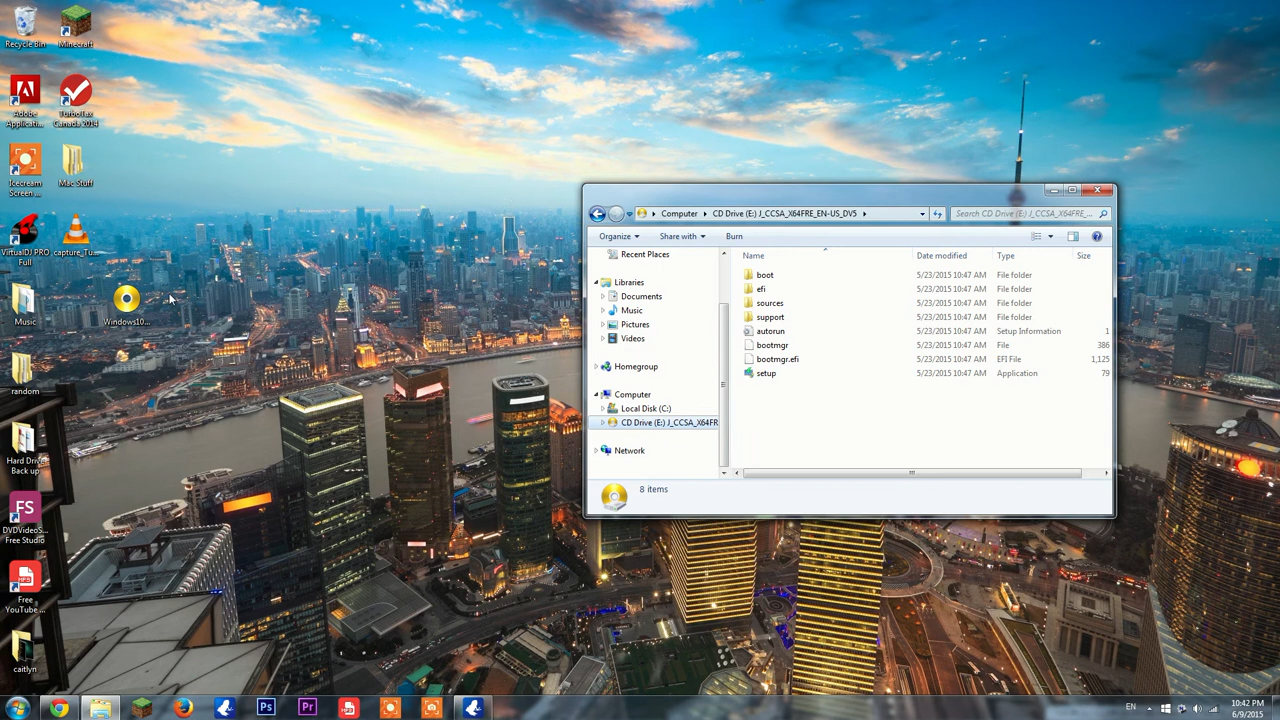 Recycle Bin
Minecraft
Adobe
Applicati...
TurboTax
Canada 2014
Icecream
Screen ...
Mac Stuff
VirtualDJ PRO
Full
capture_Tu...
Music
Windows10...
random
Hard Drive
Back up
FS
DVDVideoS...
Free Studio
Free
YouTube ...
caitlyn
Computer
CD Drive (E:) J_CCSA_X64FRE_EN-US_DV5
Search CD Drive (E:) J_CCSA_X64FRE_...
Organize
Share with
Burn
Recent Places
Libraries
Documents
Music
Pictures
Videos
Homegroup
Computer
Local Disk (C:)
CD Drive (E:) J_CCSA_X64FR
Network
Name Date modified Type Size
boot 5/23/2015 10:47 AM File folder
efi 5/23/2015 10:47 AM File folder
sources 5/23/2015 10:47 AM File folder
support 5/23/2015 10:47 AM File folder
autorun 5/23/2015 10:47 AM Setup Information 1
bootmgr 5/23/2015 10:47 AM File 386
bootmgr.efi 5/23/2015 10:47 AM EFI File 1,125
setup 5/23/2015 10:47 AM Application 79
8 items
Ps
Pr
EN
10:42 PM
6/9/2015